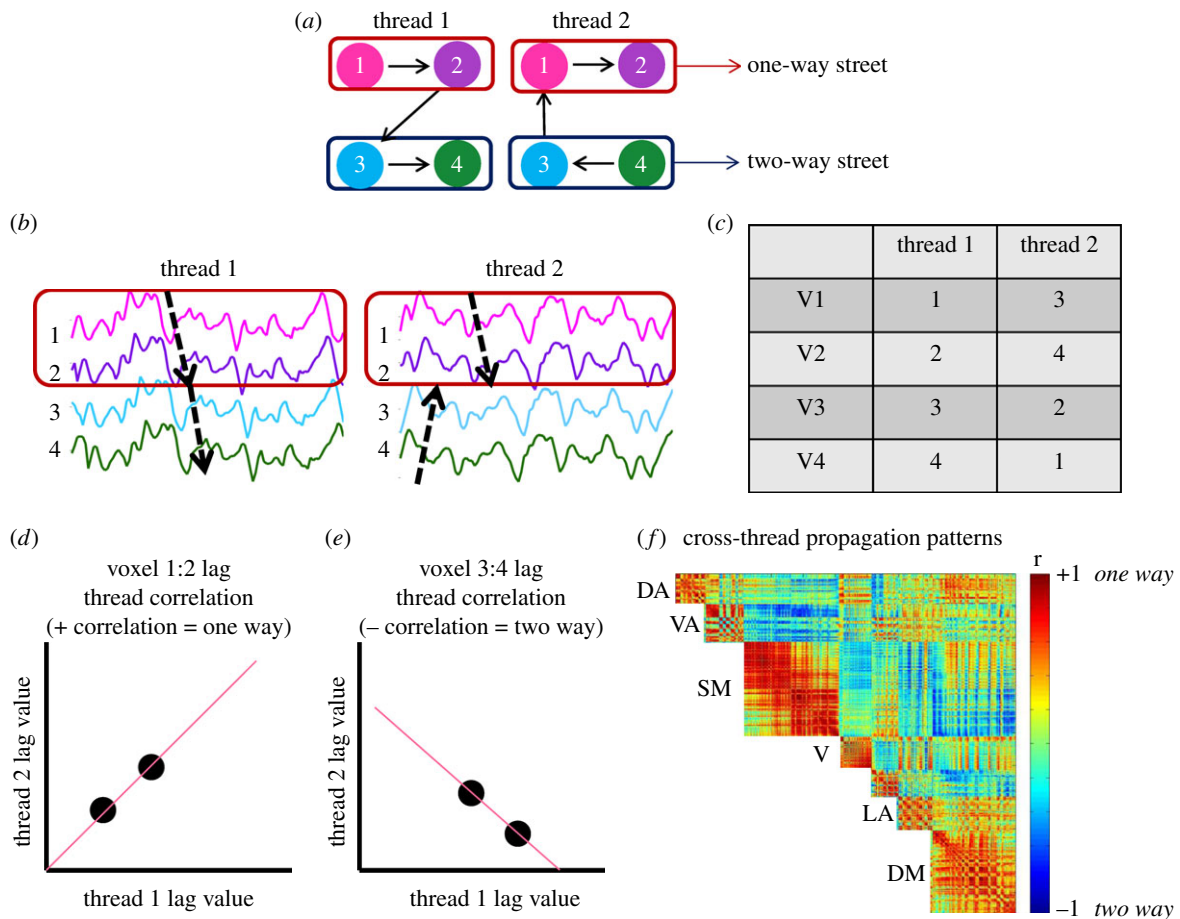 (a)
thread 1 thread 2
1 2 1 2 one-way street
3 4 3 4 two-way street
(b)
thread 1 thread 2
1
2
3
4
1
2
3
4
(c)
thread 1 thread 2
V1 1 3
V2 2 4
V3 3 2
V4 4 1
(d)
voxel 1:2 lag
thread correlation
(+ correlation = one way)
thread 2 lag value
thread 1 lag value
(e)
voxel 3:4 lag
thread correlation
(– correlation = two way)
thread 2 lag value
thread 1 lag value
(f) cross-thread propagation patterns
r
+1 one way
DA
VA
SM
V
LA
DM
–1 two way